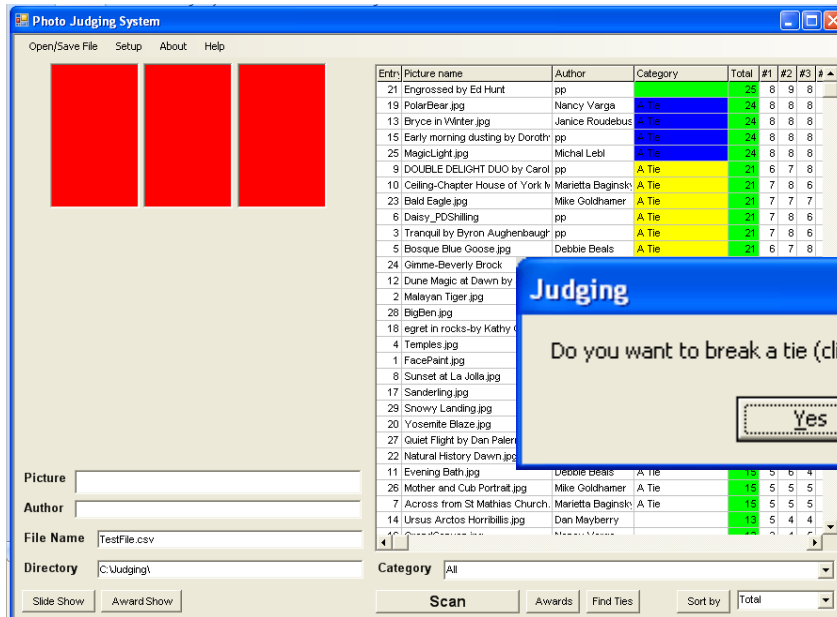 Photo Judging System
Open/Save File Setup About Help
Entry Picture name Author Category Total #1 #2 #3 #
21 Engrossed by Ed Hunt pp 25 8 9 8
19 PolarBear.jpg Nancy Varga A Tie 24 8 8 8
13 Bryce in Winter.jpg Janice Roudebus A Tie 24 8 8 8
15 Early morning dusting by Dorothy pp A Tie 24 8 8 8
25 MagicLight.jpg Michal Lebl A Tie 24 8 8 8
9 DOUBLE DELIGHT DUO by Carol pp A Tie 21 6 7 8
10 Ceiling-Chapter House of York M Marietta Baginsky A Tie 21 7 8 6
23 Bald Eagle.jpg Mike Goldhamer A Tie 21 7 7 7
6 Daisy_PDShilling pp A Tie 21 7 8 6
3 Tranquil by Byron Aughenbaugh pp A Tie 21 7 8 6
5 Bosque Blue Goose.jpg Debbie Beals A Tie 21 6 7 8
24 Gimme-Beverly Brock
12 Dune Magic at Dawn by
2 Malayan Tiger.jpg
28 BigBen.jpg
18 egret in rocks-by Kathy
4 Temples.jpg
1 FacePaint.jpg
8 Sunset at La Jolla.jpg
17 Sanderling.jpg
29 Snowy Landing.jpg
20 Yosemite Blaze.jpg
27 Quiet Flight by Dan Paler
22 Natural History Dawn.jpg
11 Evening Bath.jpg Debbie Beals A Tie 15 5 6 4
26 Mother and Cub Portrait.jpg Mike Goldhamer A Tie 15 5 5 5
7 Across from St Mathias Church. Marietta Baginsky A Tie 15 5 5 5
14 Ursus Arctos Horribillis.jpg Dan Mayberry 13 5 4 4
Judging
Do you want to break a tie (cli
Yes
Picture
Author
File Name TestFile.csv
Directory C:\Judging\
Category All
Slide Show Award Show Scan Awards Find Ties Sort by Total